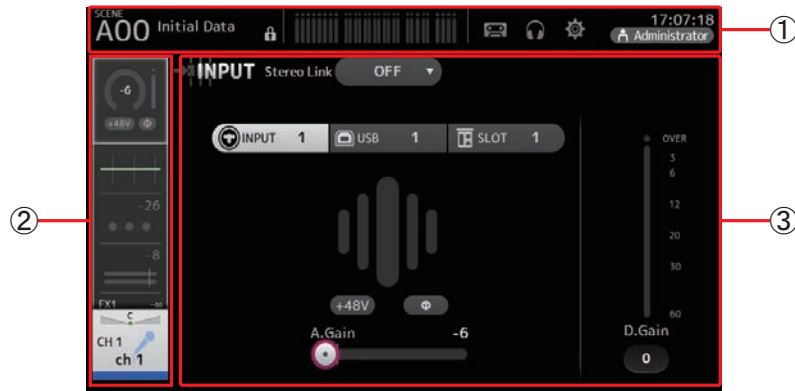 SCENE
A00 Initial Data
17:07:18
Administrator
①
INPUT Stereo Link OFF
-6
+48V Φ
INPUT 1 USB 1 SLOT 1
OVER
3
6
12
20
30
60
-26
-8
②
③
FX1 -∞
C
CH 1
ch 1
+48V Φ
A.Gain -6
D.Gain
0